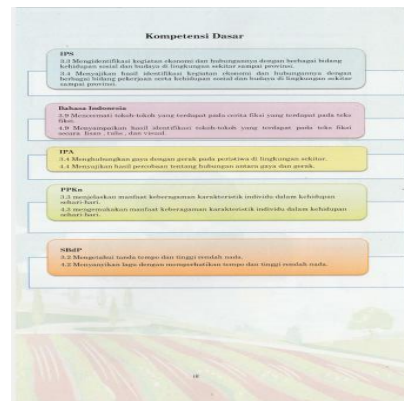 Kompetensi Dasar
IPS
3.3 Mengidentifikasi kegiatan ekonomi dan hubungannya dengan berbagai bidang
kehidupan sosial dan budaya di lingkungan sekitar sampai provinsi.
3.4 Menyajikan hasil identifikasi kegiatan ekonomi dan hubungannya dengan
berbagai bidang pekerjaan serta kehidupan sosial dan budaya di lingkungan sekitar
sampai provinsi.
Bahasa Indonesia
3.9 Mencermati tokoh-tokoh yang terdapat pada cerita fiksi yang terdapat pada teks
fiksi.
4.9 Menyampaikan hasil identifikasi tokoh-tokoh yang terdapat pada teks fiksi
secara lisan, tulis, dan visual.
IPA
3.4 Menghubungkan gaya dengan gerak pada peristiwa di lingkungan sekitar.
4.4 Menyajikan hasil percobaan tentang hubungan antara gaya dan gerak.
PPKn
3.3 menjelaskan manfaat keberagaman karakteristik individu dalam kehidupan
sehari-hari.
4.3 mengemukakan manfaat keberagaman karakteristik individu dalam kehidupan
sehari-hari.
SBdP
3.2 Mengetahui tanda tempo dan tinggi rendah nada.
4.2 Menyanyikan lagu dengan memperhatikan tempo dan tinggi rendah nada.